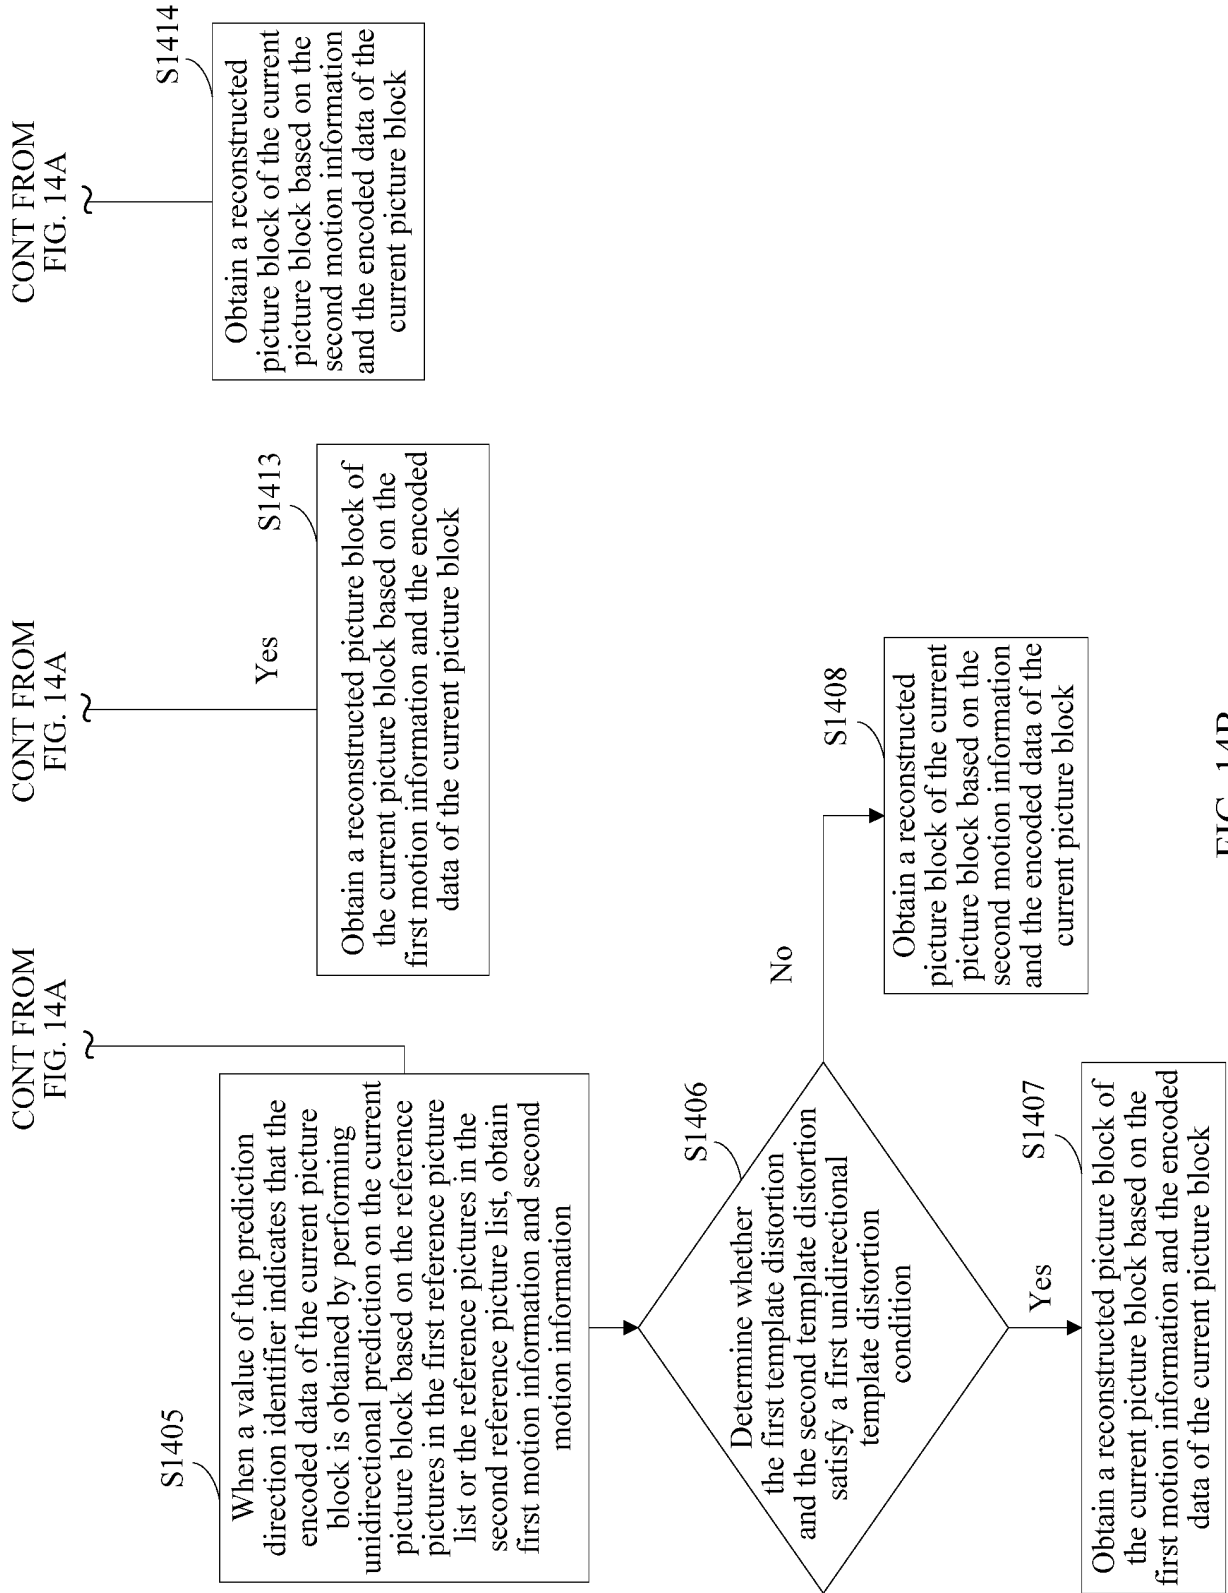 CONT FROM
FIG. 14A
S1405
When a value of the prediction
direction identifier indicates that the
encoded data of the current picture
block is obtained by performing
unidirectional prediction on the current
picture block based on the reference
pictures in the first reference picture
list or the reference pictures in the
second reference picture list, obtain
first motion information and second
motion information
S1406
Determine whether
the first template distortion
and the second template distortion
satisfy a first unidirectional
template distortion
condition
Yes
S1407
Obtain a reconstructed picture block of
the current picture block based on the
first motion information and the encoded
data of the current picture block
No
S1408
Obtain a reconstructed
picture block of the current
picture block based on the
second motion information
and the encoded data of the
current picture block
CONT FROM
FIG. 14A
Yes
S1413
Obtain a reconstructed picture block of
the current picture block based on the
first motion information and the encoded
data of the current picture block
CONT FROM
FIG. 14A
S1414
Obtain a reconstructed
picture block of the current
picture block based on the
second motion information
and the encoded data of the
current picture block
FIG. 14B